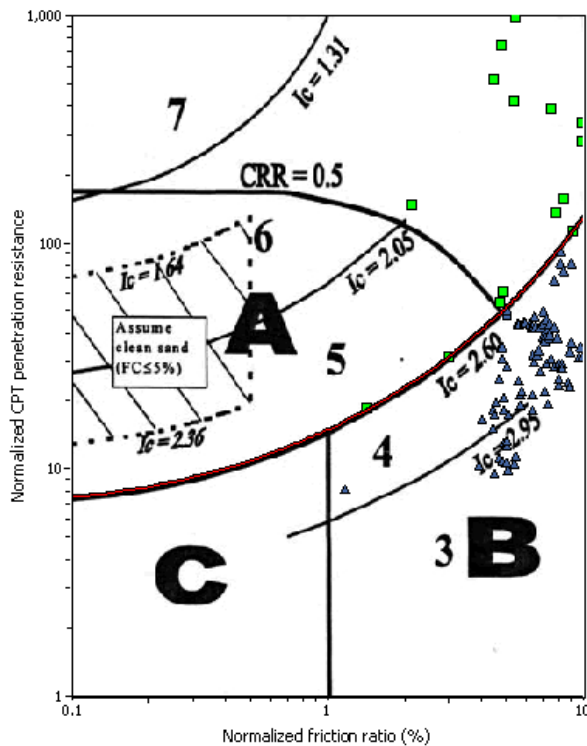 1,000
7
Ic = 1.31
CRR = 0.5
6
100
Ic = 1.64
Ic = 2.05
A
Assume
clean sand
(FC≤5%)
5
Ic = 2.60
Ic = 2.36
4
Ic = 2.95
10
C
3
B
1
0.1
1
10
Normalized friction ratio (%)
Normalized CPT penetration resistance